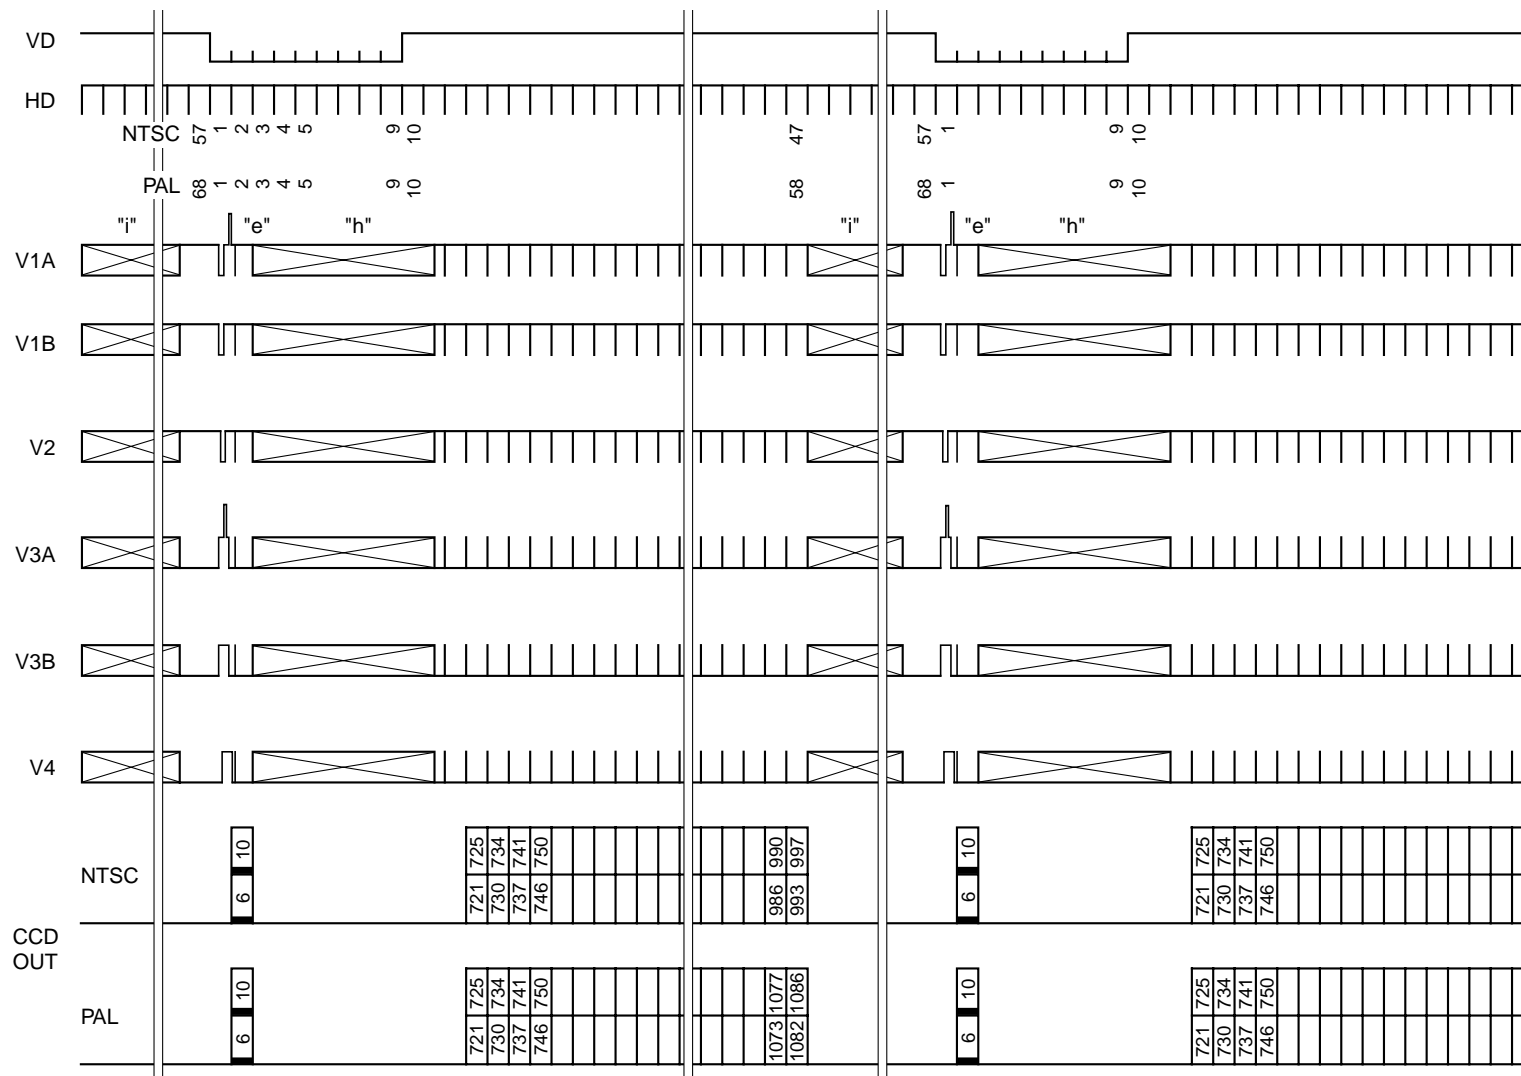 VD
HD
NTSC 57 1 2 3 4 5 9 10 47 57 1 9 10
PAL 68 1 2 3 4 5 9 10 58 68 1 9 10
"i" "e" "h" "i" "e" "h"
V1A
V1B
V2
V3A
V3B
V4
NTSC
10 725 734 741 750 990 997 10 725 734 741 750
6 721 730 737 746 986 993 6 721 730 737 746
CCD
OUT
PAL
10 725 734 741 750 1077 1086 10 725 734 741 750
6 721 730 737 746 1073 1082 6 721 730 737 746